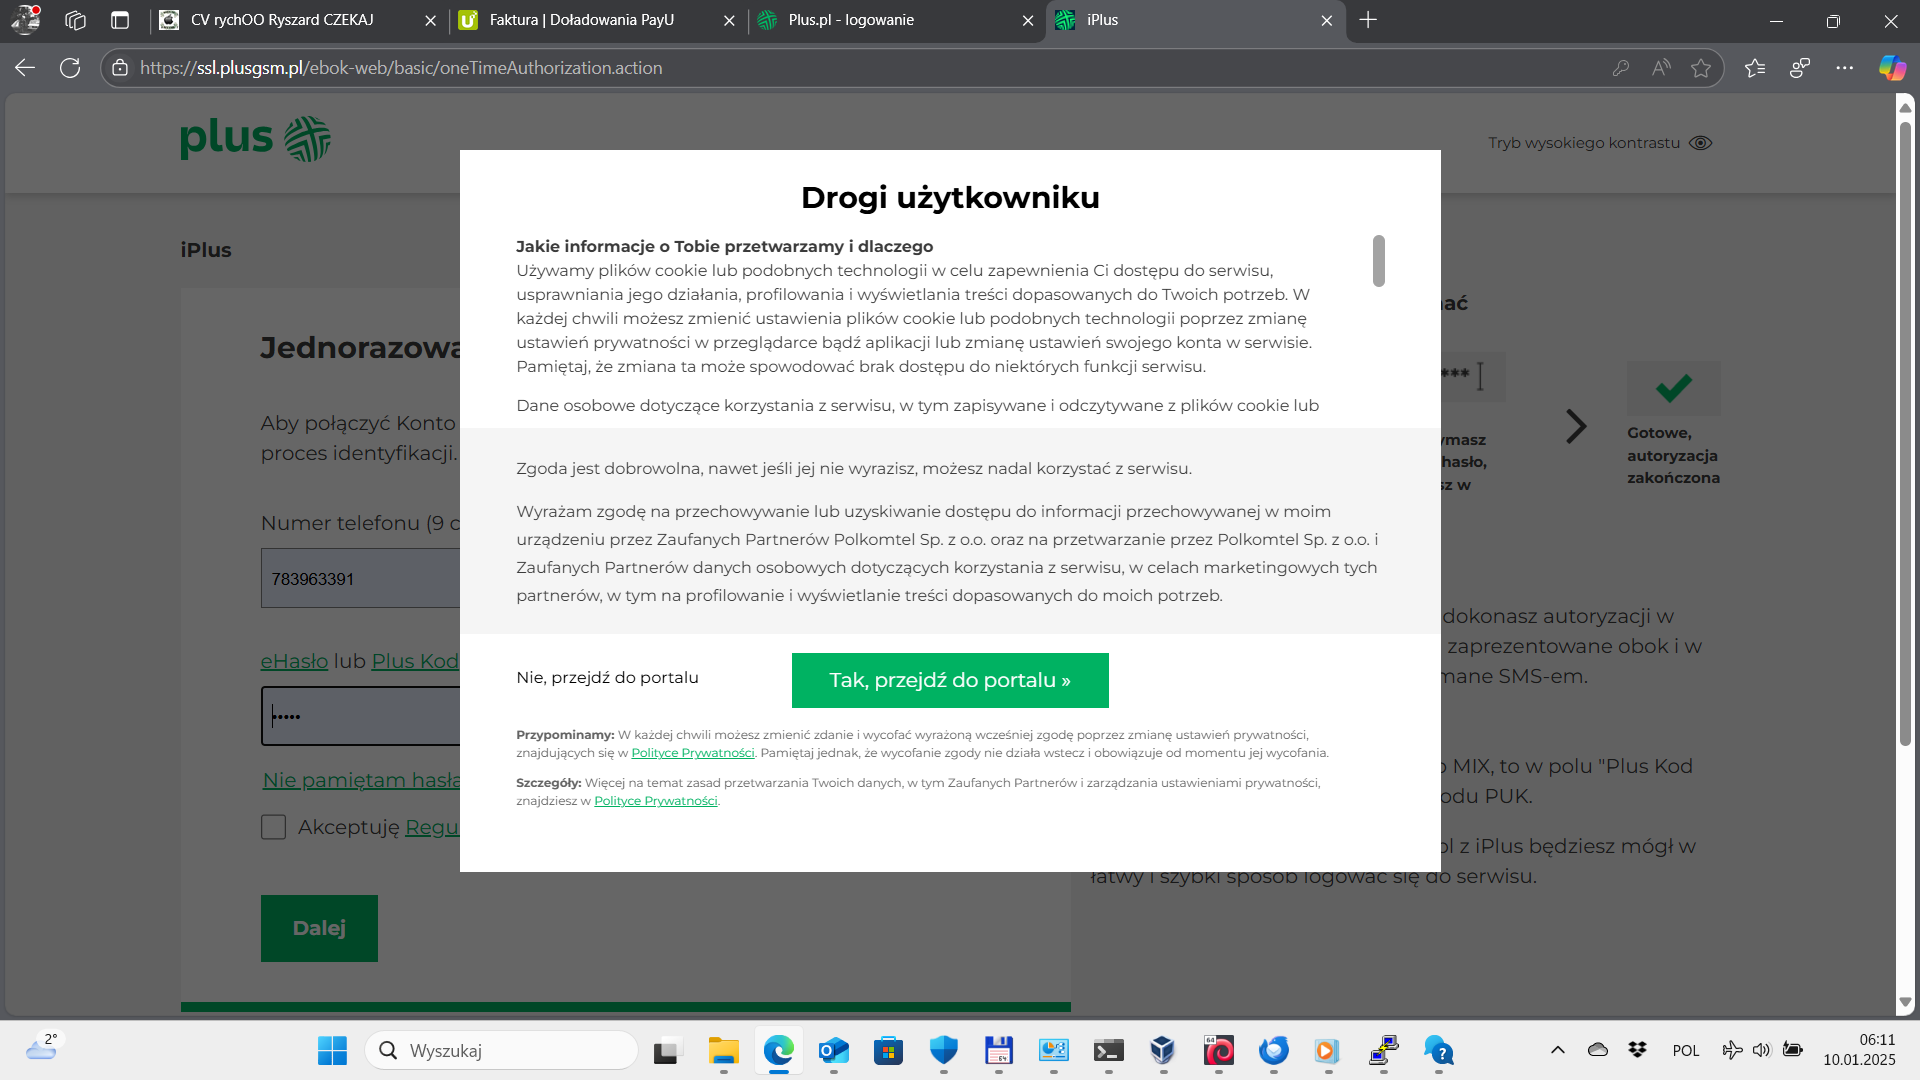 CV rychOO Ryszard CZEKAJ
Faktura | Doładowania PayU
Plus.pl - logowanie
iPlus
https://ssl.plusgsm.pl/ebok-web/basic/oneTimeAuthorization.action
plus
Tryb wysokiego kontrastu
iPlus
Jednorazowa
Aby połączyć Konto
proces identyfikacji.
Numer telefonu (9 c
783963391
eHasło lub Plus Kod
•••••
Nie pamiętam hasła
Akceptuję Regu
Dalej
Drogi użytkowniku
Jakie informacje o Tobie przetwarzamy i dlaczego
Używamy plików cookie lub podobnych technologii w celu zapewnienia Ci dostępu do serwisu,
usprawniania jego działania, profilowania i wyświetlania treści dopasowanych do Twoich potrzeb. W
każdej chwili możesz zmienić ustawienia plików cookie lub podobnych technologii poprzez zmianę
ustawień prywatności w przeglądarce bądź aplikacji lub zmianę ustawień swojego konta w serwisie.
Pamiętaj, że zmiana ta może spowodować brak dostępu do niektórych funkcji serwisu.
Dane osobowe dotyczące korzystania z serwisu, w tym zapisywane i odczytywane z plików cookie lub
Zgoda jest dobrowolna, nawet jeśli jej nie wyrazisz, możesz nadal korzystać z serwisu.
Wyrażam zgodę na przechowywanie lub uzyskiwanie dostępu do informacji przechowywanej w moim
urządzeniu przez Zaufanych Partnerów Polkomtel Sp. z o.o. oraz na przetwarzanie przez Polkomtel Sp. z o.o. i
Zaufanych Partnerów danych osobowych dotyczących korzystania z serwisu, w celach marketingowych tych
partnerów, w tym na profilowanie i wyświetlanie treści dopasowanych do moich potrzeb.
Nie, przejdź do portalu
Tak, przejdź do portalu »
Przypominamy: W każdej chwili możesz zmienić zdanie i wycofać wyrażoną wcześniej zgodę poprzez zmianę ustawień prywatności,
znajdujących się w Polityce Prywatności. Pamiętaj jednak, że wycofanie zgody nie działa wstecz i obowiązuje od momentu jej wycofania.
Szczegóły: Więcej na temat zasad przetwarzania Twoich danych, w tym Zaufanych Partnerów i zarządzania ustawieniami prywatności,
znajdziesz w Polityce Prywatności.
ać
***
ymasz
hasło,
sz w
Gotowe,
autoryzacja
zakończona
dokonasz autoryzacji w
zaprezentowane obok i w
mane SMS-em.
o MIX, to w polu "Plus Kod
odu PUK.
ol z iPlus będziesz mógł w
łatwy i szybki sposób logować się do serwisu.
2°
Wyszukaj
64
64
POL
06:11
10.01.2025